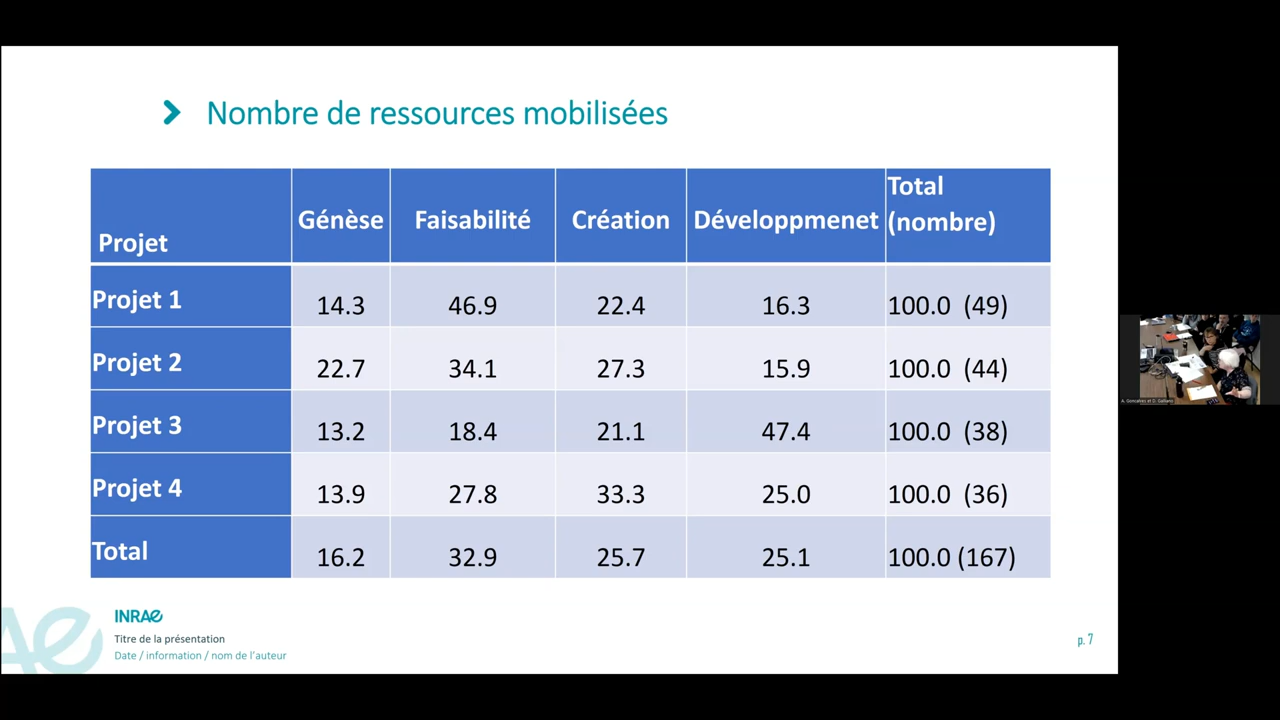 Nombre de ressources mobilisées
Projet Génèse Faisabilité Création Développmenet Total (nombre)
Projet 1 14.3 46.9 22.4 16.3 100.0 (49)
Projet 2 22.7 34.1 27.3 15.9 100.0 (44)
Projet 3 13.2 18.4 21.1 47.4 100.0 (38)
Projet 4 13.9 27.8 33.3 25.0 100.0 (36)
Total 16.2 32.9 25.7 25.1 100.0 (167)
INRAE
Titre de la présentation
Date / information / nom de l'auteur
p. 7